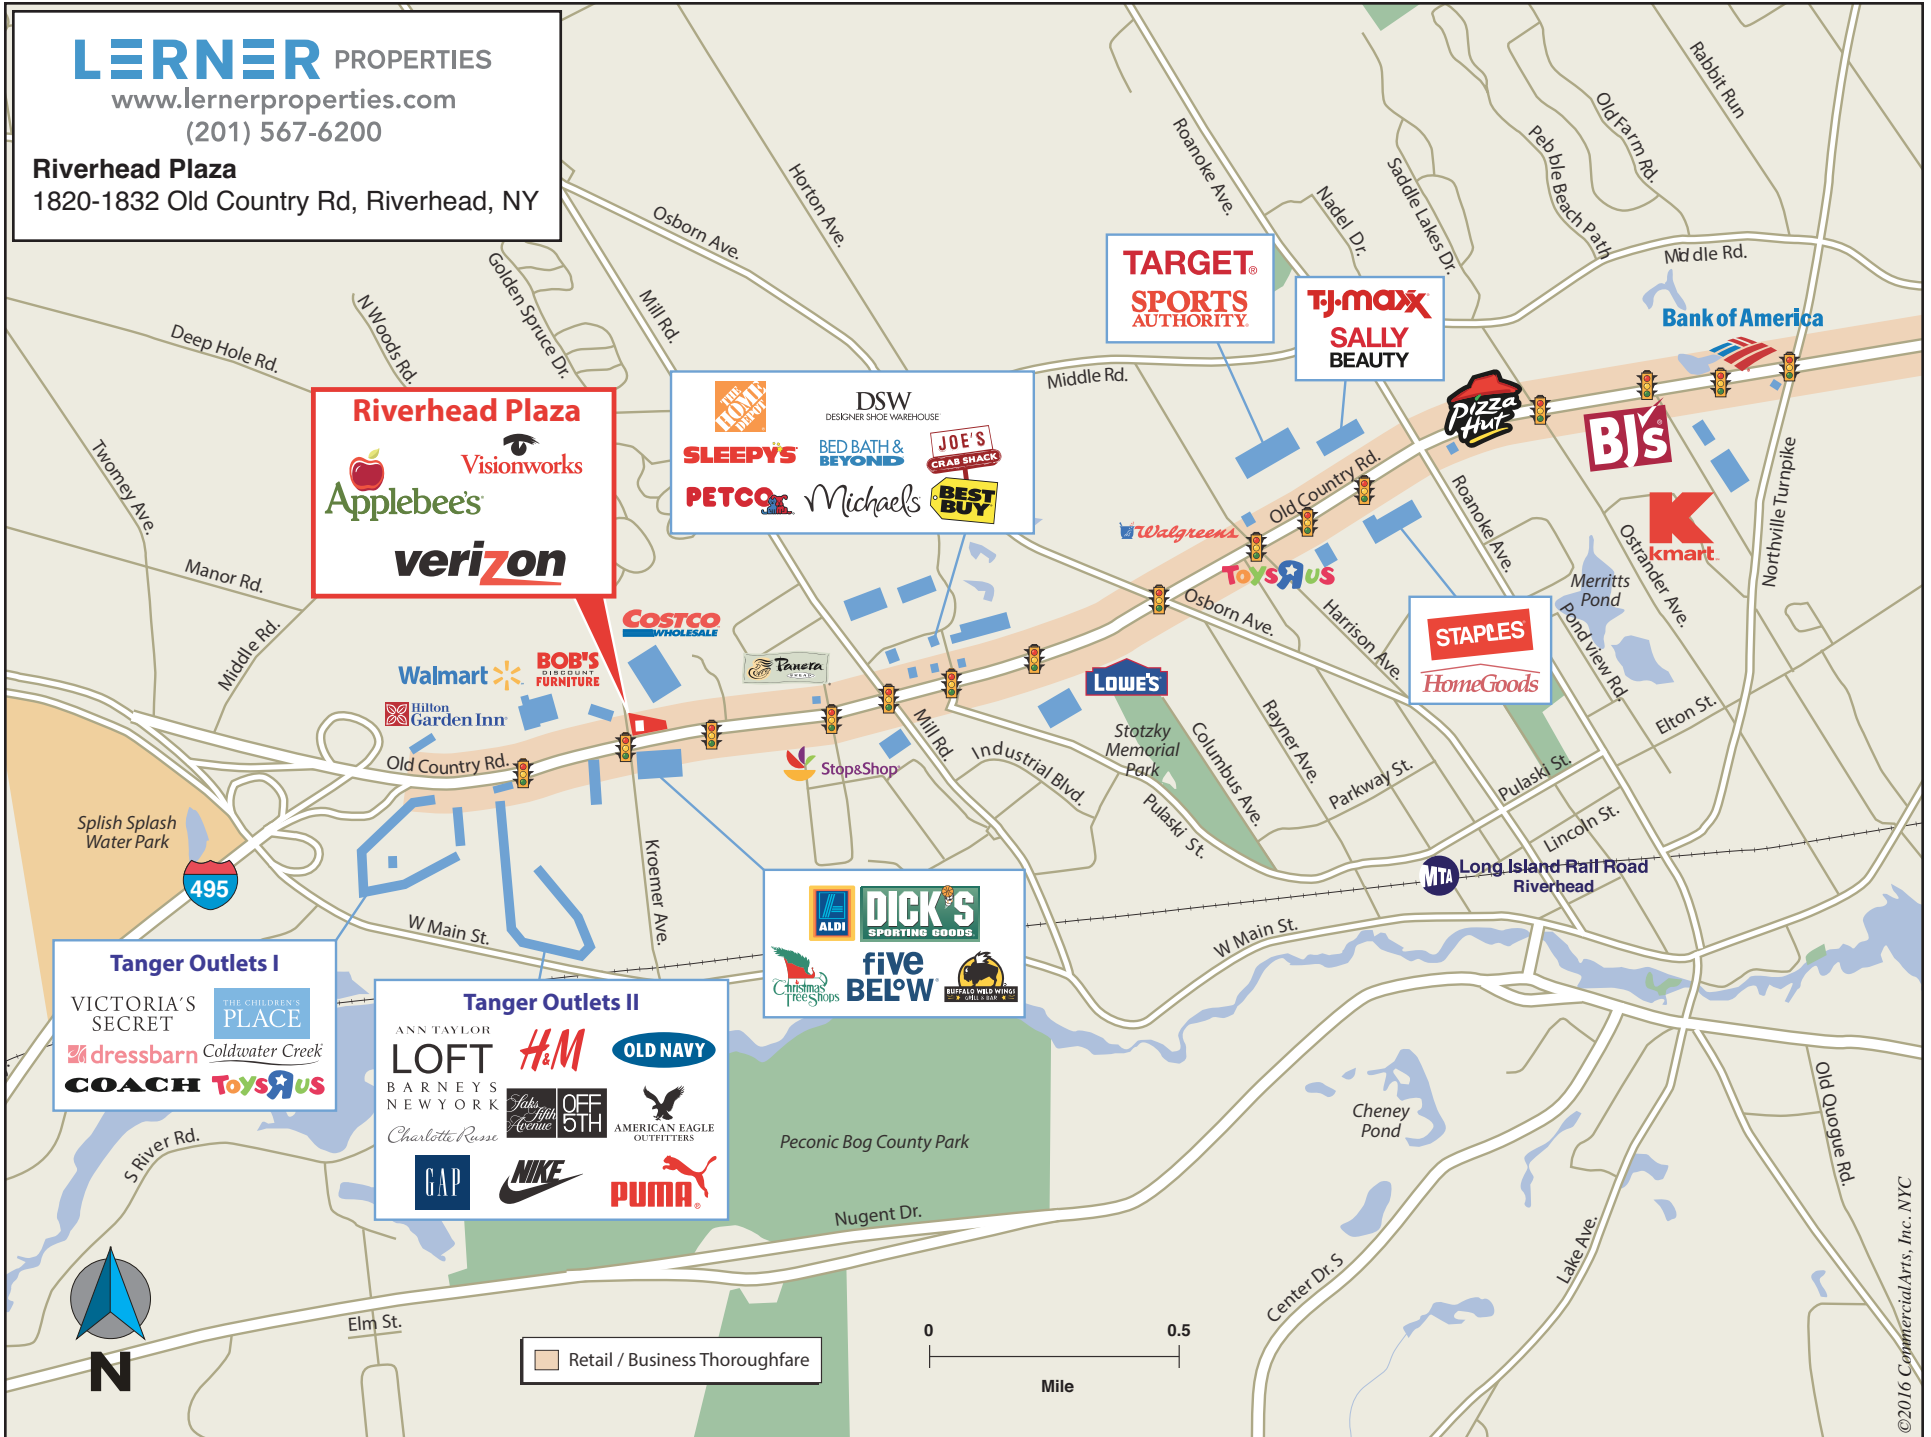 LERNER PROPERTIES
www.lernerproperties.com
(201) 567-6200
Riverhead Plaza
1820-1832 Old Country Rd, Riverhead, NY
Rabbit Run
Old Farm Rd.
Pebble Beach Path
Saddle Lakes Dr.
Nadel Dr.
Roanoke Ave.
Horton Ave.
Osborn Ave.
Golden Spruce Dr.
Mill Rd.
N Woods Rd.
Deep Hole Rd.
Twomey Ave.
Manor Rd.
Middle Rd.
Middle Rd.
Middle Rd.
TARGET®
SPORTS
AUTHORITY
T.J.maxx
SALLY
BEAUTY
Bank of America
Pizza
Hut
BJ's
K
kmart
Northville Turnpike
Ostrander Ave.
Roanoke Ave.
Merritts
Pond
Pond view Rd.
Elton St.
Riverhead Plaza
Visionworks
Applebee's
verizon
THE
HOME
DEPOT
DSW
DESIGNER SHOE WAREHOUSE
SLEEPY'S
BED BATH &
BEYOND
JOE'S
CRAB SHACK
PETCO
Michaels
BEST
BUY
Old Country Rd.
Walgreens
Toys R Us
Osborn Ave.
Harrison Ave.
STAPLES
HomeGoods
COSTCO
WHOLESALE
Walmart
BOB'S
DISCOUNT
FURNITURE
Hilton
Garden Inn
Panera
BREAD
LOWE'S
Old Country Rd.
Stop&Shop
Mill Rd.
Industrial Blvd.
Stotzky
Memorial
Park
Columbus Ave.
Rayner Ave.
Parkway St.
Pulaski St.
Pulaski St.
Lincoln St.
Splish Splash
Water Park
495
Kroemer Ave.
W Main St.
W Main St.
MTA
Long Island Rail Road
Riverhead
ALDI
DICK'S
SPORTING GOODS
Christmas
Tree Shops
five
BELOW
BUFFALO WILD WINGS
GRILL & BAR
Tanger Outlets I
VICTORIA'S
SECRET
THE CHILDREN'S
PLACE
dressbarn
Coldwater Creek
COACH
Toys R Us
Tanger Outlets II
ANN TAYLOR
LOFT
H&M
OLD NAVY
BARNEYS
NEWYORK
Saks
fifth
Avenue
OFF
5TH
AMERICAN EAGLE
OUTFITTERS
Charlotte Russe
GAP
NIKE
PUMA®
S River Rd.
Peconic Bog County Park
Nugent Dr.
Elm St.
Cheney
Pond
Center Dr. S
Lake Ave.
Old Quogue Rd.
N
Retail / Business Thoroughfare
0
0.5
Mile
©2016 CommercialArts, Inc. NYC